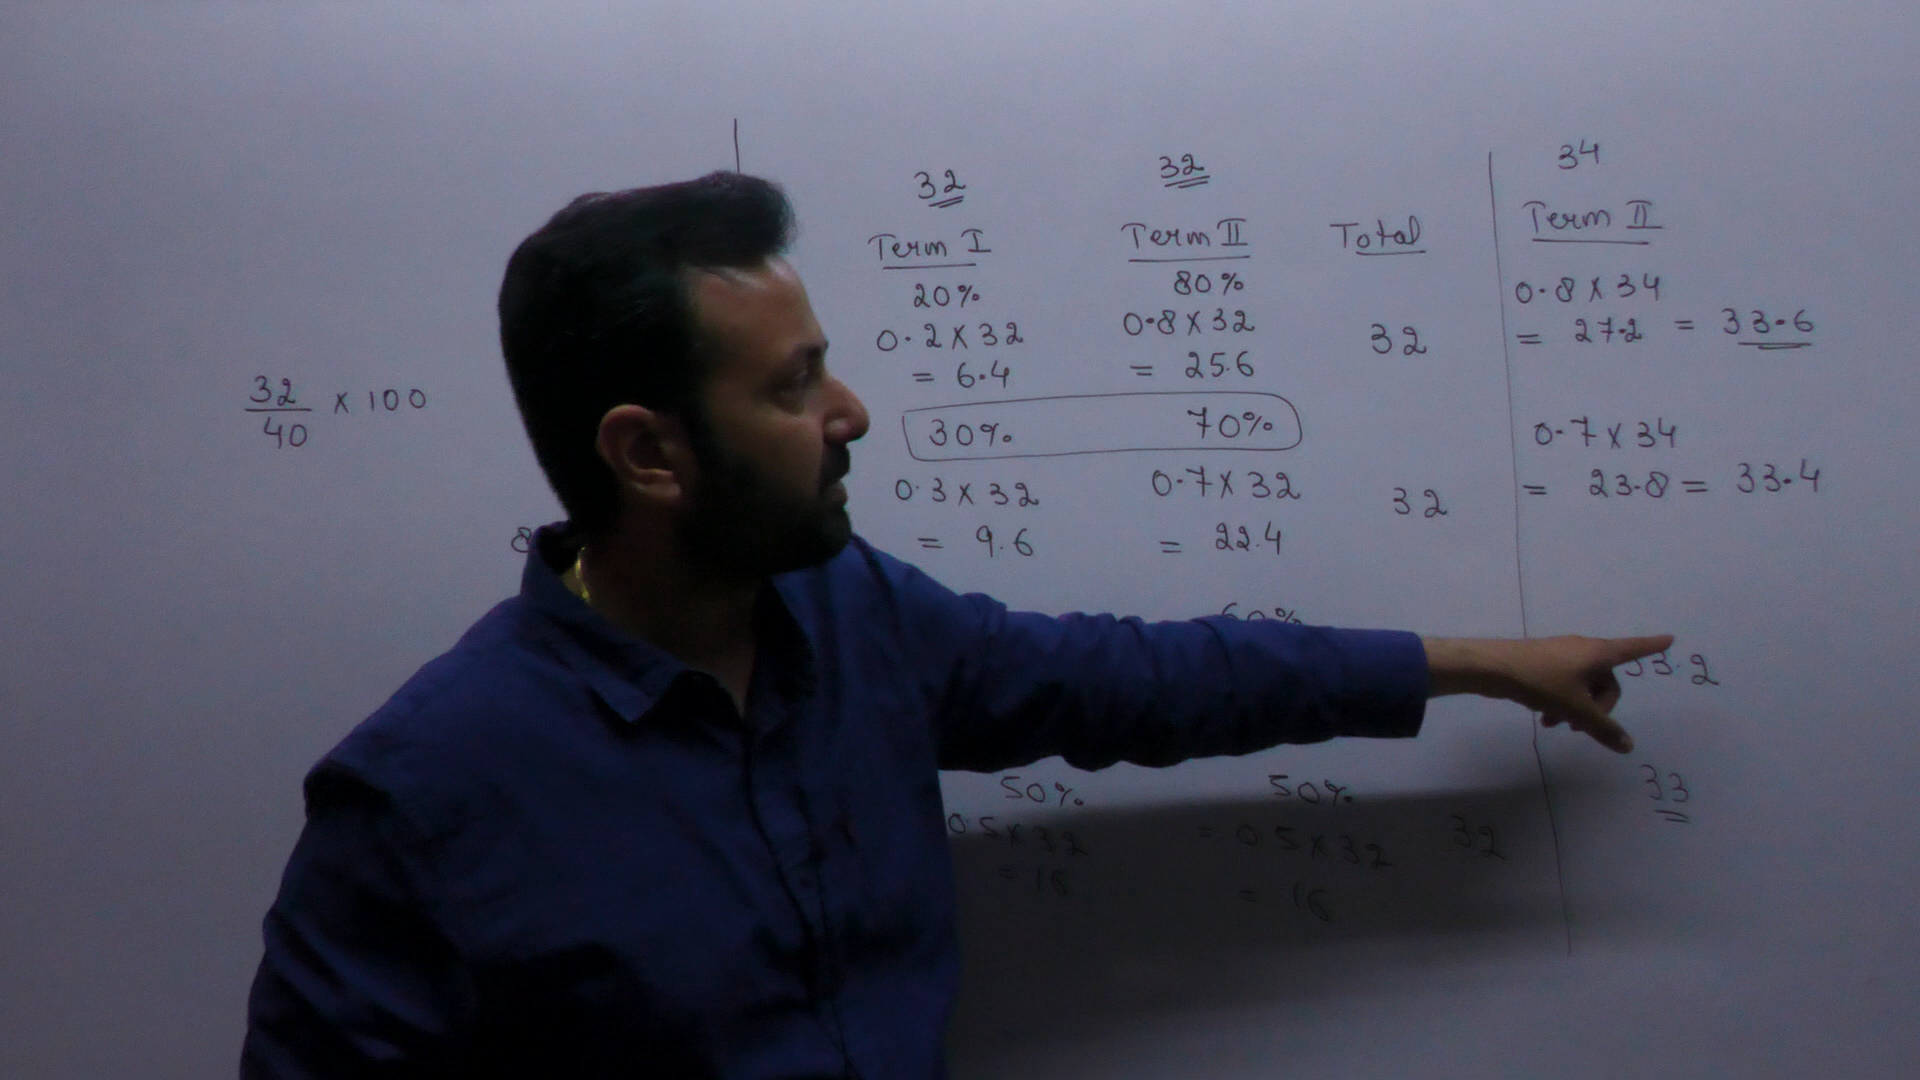 32/40 x 100
8
32 32
Term I Term II Total
20% 80%
0.2 x 32 0.8 x 32 32
= 6.4 = 25.6
30% 70%
0.3 x 32 0.7 x 32 32
= 9.6 = 22.4
60%
50% 50%
0.5 x 32 = 0.5 x 32 32
= 16 = 16
34
Term II
0.8 x 34
= 27.2 = 33.6
0.7 x 34
= 23.8 = 33.4
33.2
33